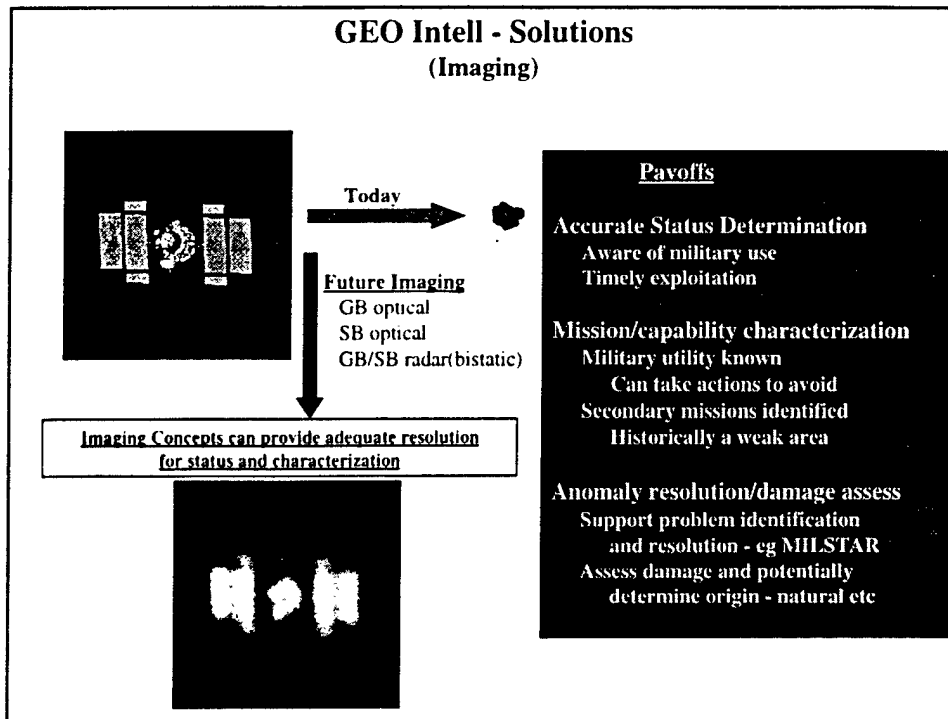 GEO Intell - Solutions
(Imaging)
Today
Future Imaging
GB optical
SB optical
GB/SB radar(bistatic)
Imaging Concepts can provide adequate resolution
for status and characterization
Payoffs
Accurate Status Determination
Aware of military use
Timely exploitation
Mission/capability characterization
Military utility known
Can take actions to avoid
Secondary missions identified
Historically a weak area
Anomaly resolution/damage assess
Support problem identification
and resolution - eg MILSTAR
Assess damage and potentially
determine origin - natural etc